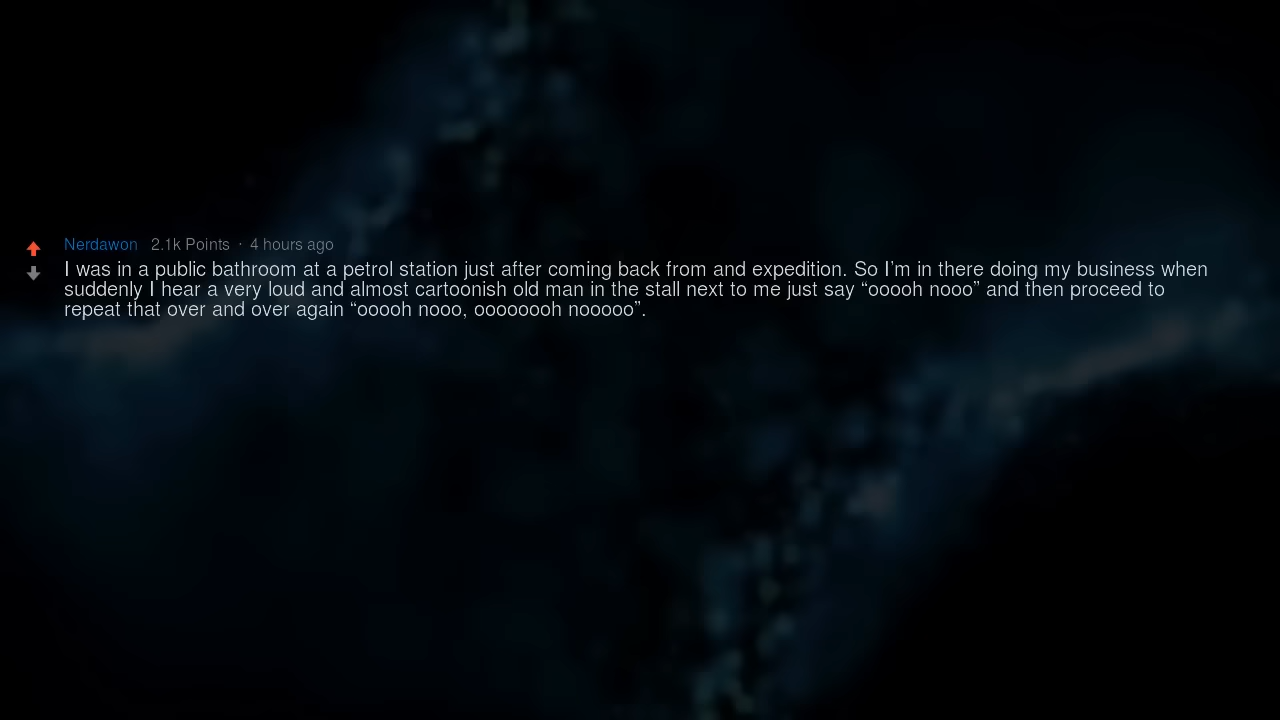 Nerdawon 2.1k Points · 4 hours ago
I was in a public bathroom at a petrol station just after coming back from and expedition. So I’m in there doing my business when
suddenly I hear a very loud and almost cartoonish old man in the stall next to me just say “ooooh nooo” and then proceed to
repeat that over and over again “ooooh nooo, oooooooh nooooo”.